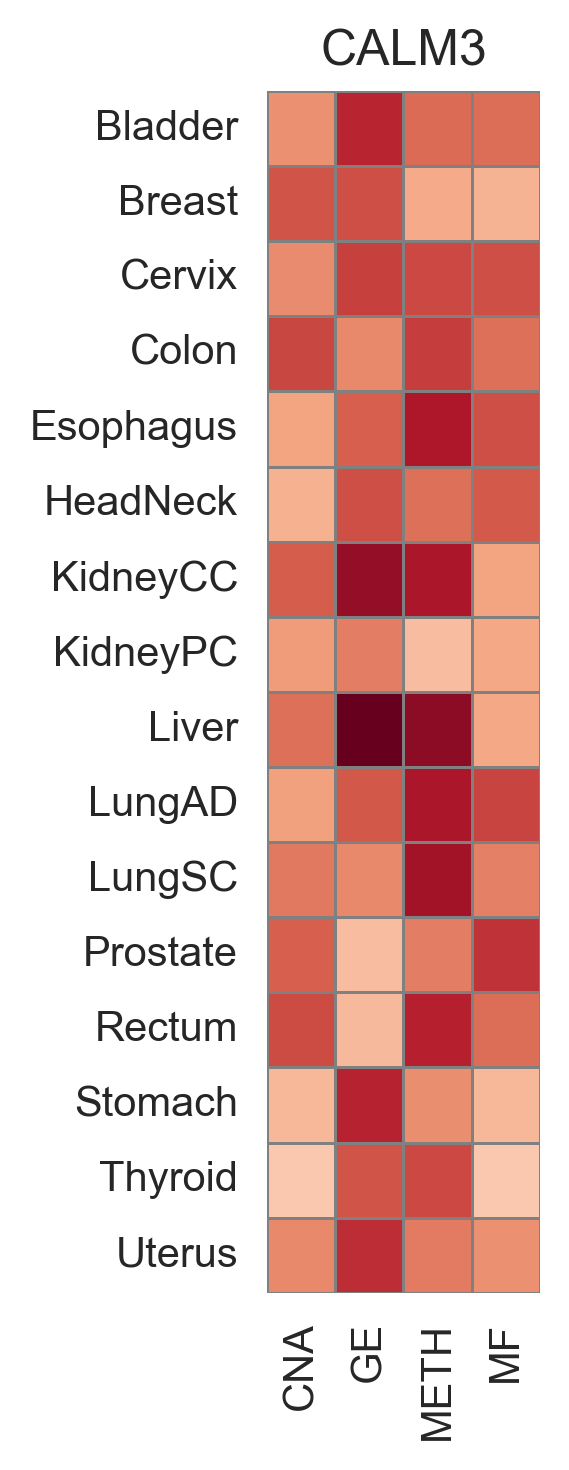 CALM3
Bladder
Breast
Cervix
Colon
Esophagus
HeadNeck
KidneyCC
KidneyPC
Liver
LungAD
LungSC
Prostate
Rectum
Stomach
Thyroid
Uterus
CNA
GE
METH
MF